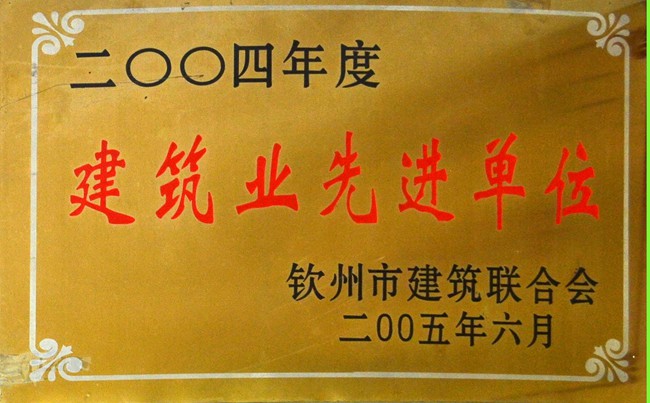 二〇〇四年度
建筑业先进单位
钦州市建筑联合会
二00五年六月